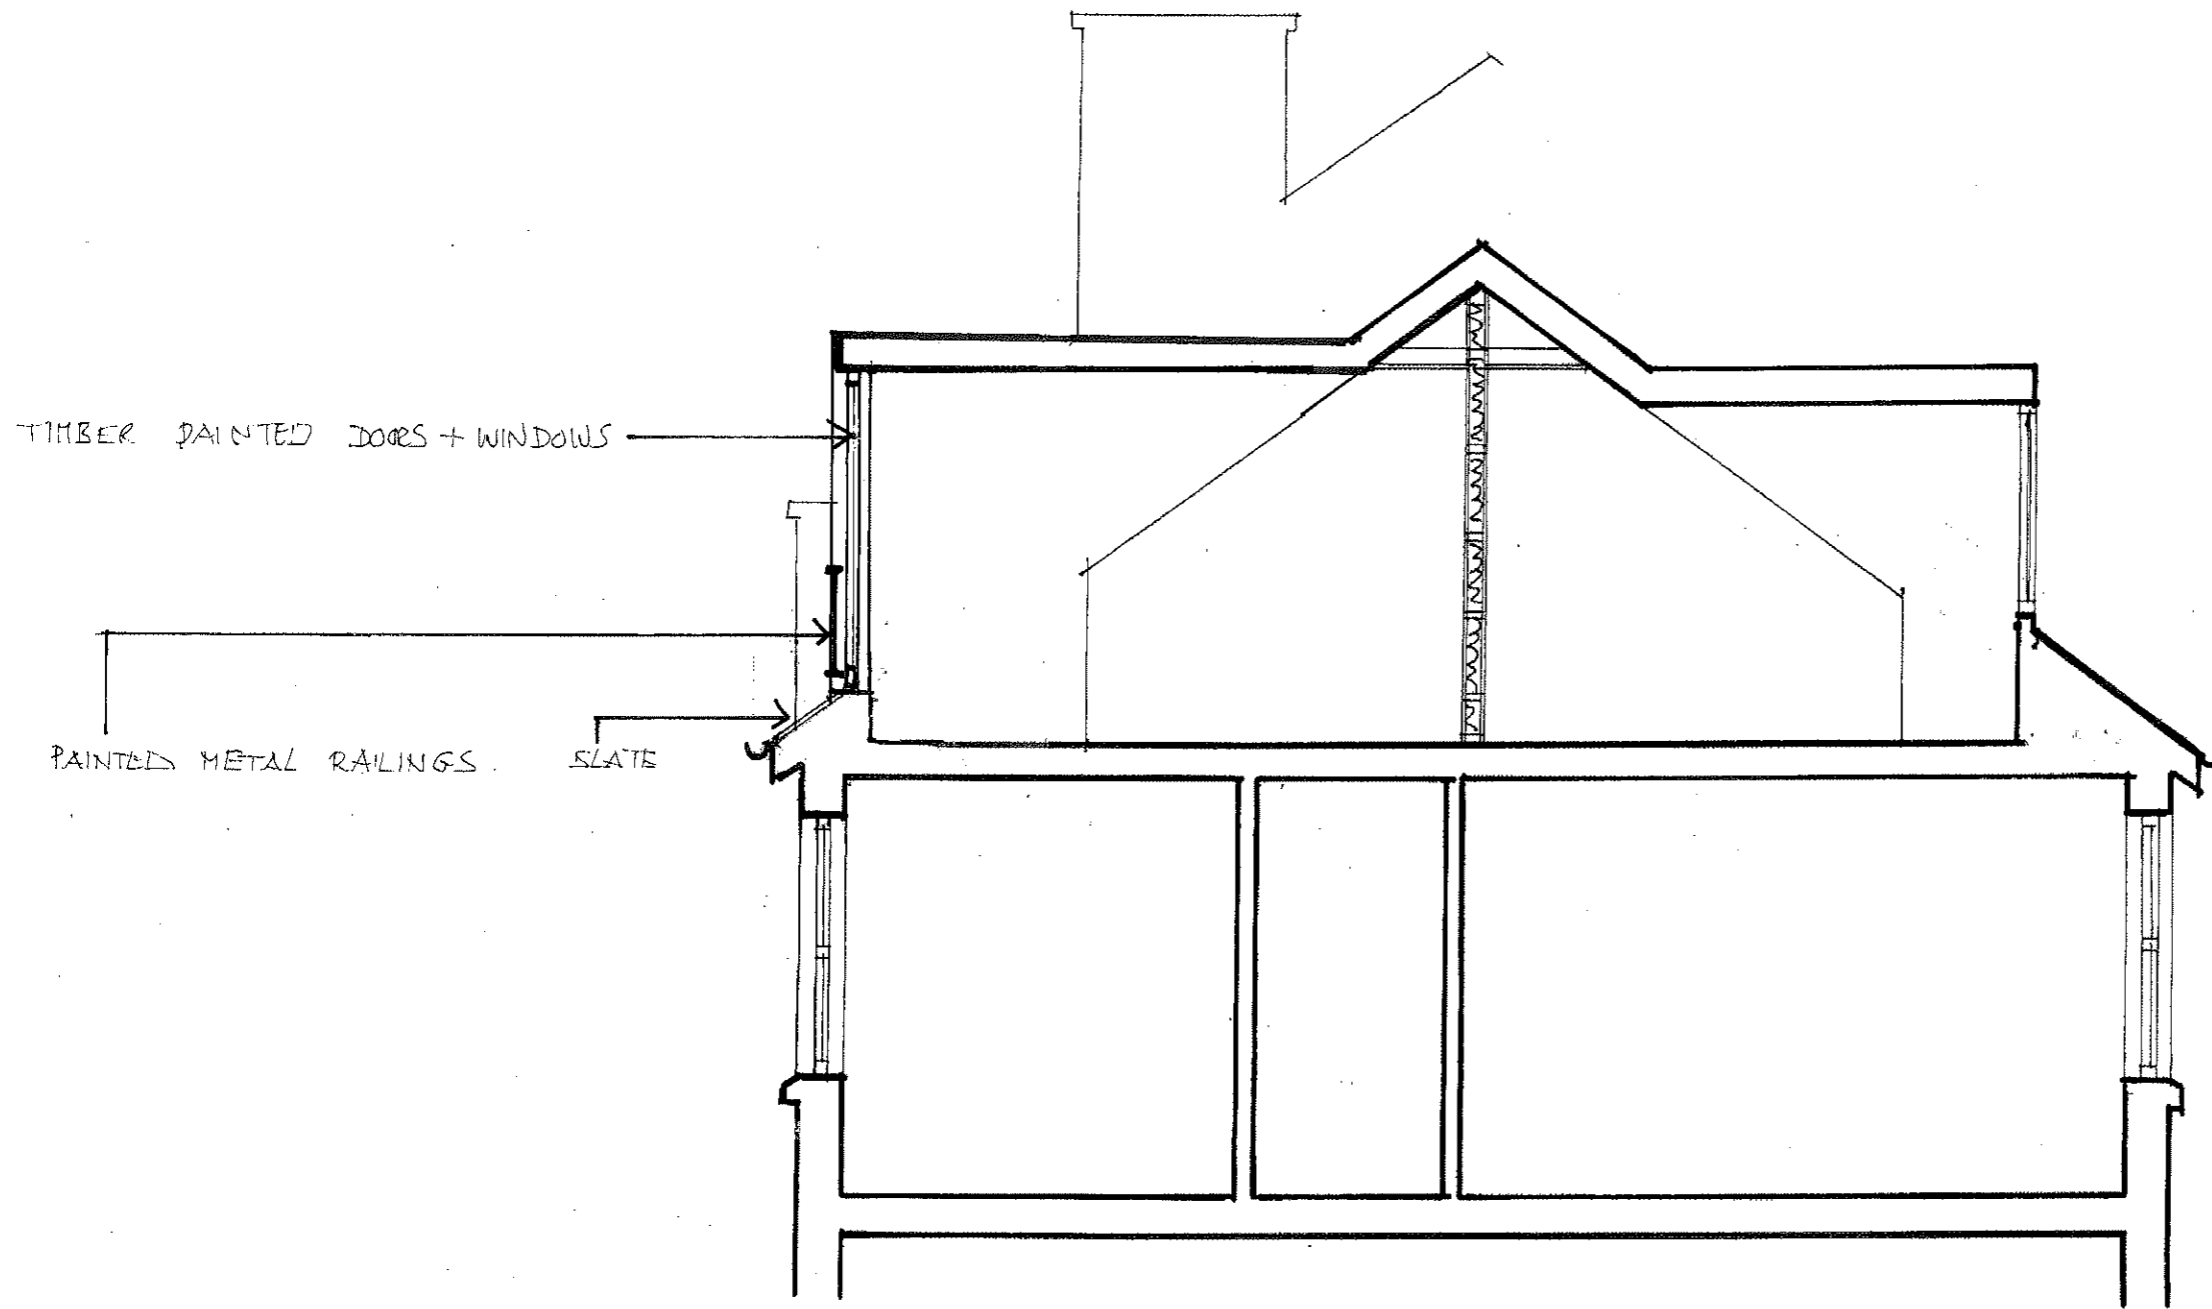 TIMBER PAINTED DOORS + WINDOWS
PAINTED METAL RAILINGS.
SLATE